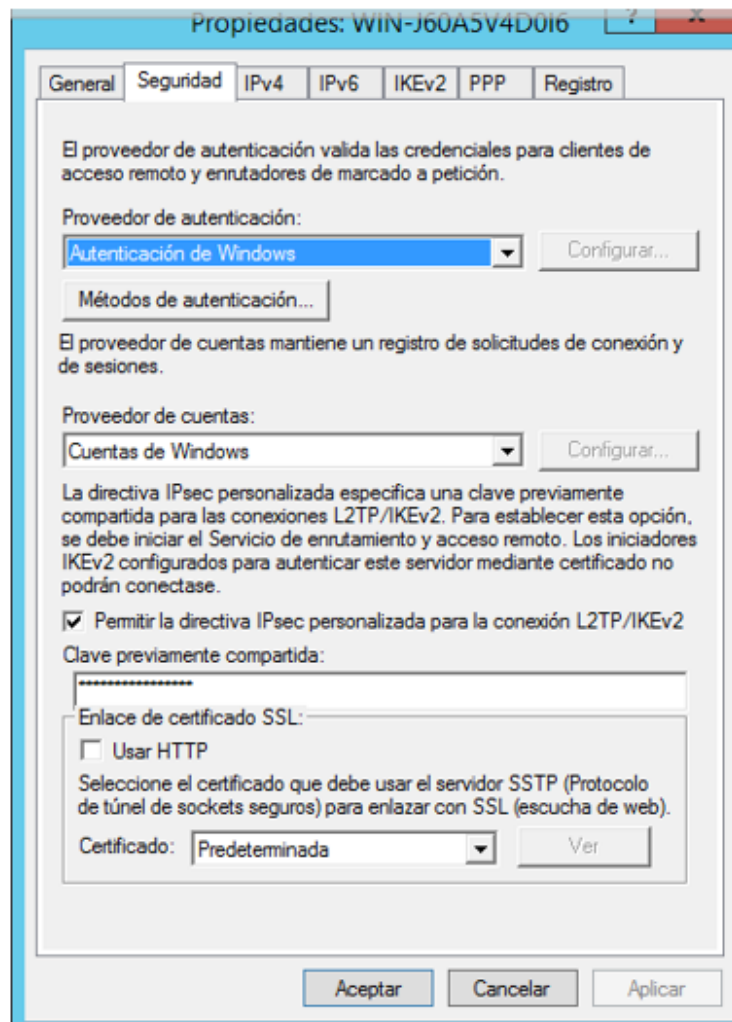 Propiedades: WIN-J60A5V4D0I6 ? x
General Seguridad IPv4 IPv6 IKEv2 PPP Registro
El proveedor de autenticación valida las credenciales para clientes de
acceso remoto y enrutadores de marcado a petición.
Proveedor de autenticación:
Autenticación de Windows Configurar...
Métodos de autenticación...
El proveedor de cuentas mantiene un registro de solicitudes de conexión y
de sesiones.
Proveedor de cuentas:
Cuentas de Windows Configurar...
La directiva IPsec personalizada especifica una clave previamente
compartida para las conexiones L2TP/IKEv2. Para establecer esta opción,
se debe iniciar el Servicio de enrutamiento y acceso remoto. Los iniciadores
IKEv2 configurados para autenticar este servidor mediante certificado no
podrán conectase.
Permitir la directiva IPsec personalizada para la conexión L2TP/IKEv2
Clave previamente compartida:
****************
Enlace de certificado SSL:
Usar HTTP
Seleccione el certificado que debe usar el servidor SSTP (Protocolo
de túnel de sockets seguros) para enlazar con SSL (escucha de web).
Certificado: Predeterminada Ver
Aceptar Cancelar Aplicar